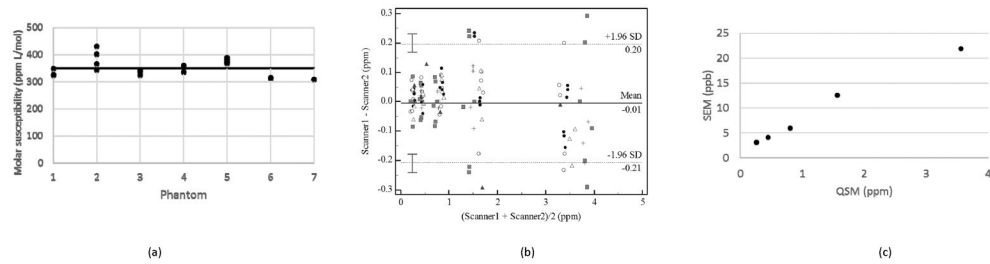 500
400
300
200
100
0
Molar susceptibility (ppm L/mol)
1 2 3 4 5 6 7
Phantom
(a)
0.3
0.2
0.1
0.0
-0.1
-0.2
-0.3
Scanner1 - Scanner2 (ppm)
+1.96 SD
0.20
Mean
-0.01
-1.96 SD
-0.21
0 1 2 3 4 5
(Scanner1 + Scanner2)/2 (ppm)
(b)
25
20
15
10
5
0
SEM (ppb)
0 1 2 3 4
QSM (ppm)
(c)